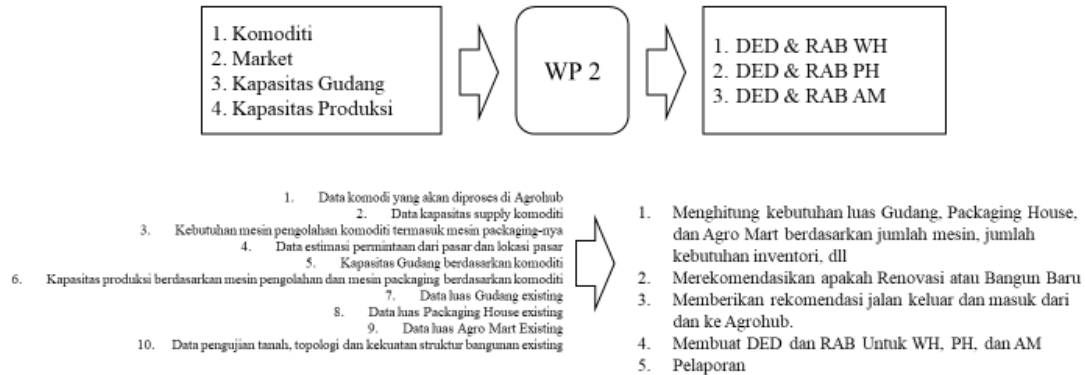 1. Komoditi
2. Market
3. Kapasitas Gudang
4. Kapasitas Produksi
WP 2
1. DED & RAB WH
2. DED & RAB PH
3. DED & RAB AM
1. Data komodi yang akan diproses di Agrohub
2. Data kapasitas supply komoditi
3. Kebutuhan mesin pengolahan komoditi termasuk mesin packaging-nya
4. Data estimasi permintaan dari pasar dan lokasi pasar
5. Kapasitas Gudang berdasarkan komoditi
6. Kapasitas produksi berdasarkan mesin pengolahan dan mesin packaging berdasarkan komoditi
7. Data luas Gudang existing
8. Data luas Packaging House existing
9. Data luas Agro Mart Existing
10. Data pengujian tanah, topologi dan kekuatan struktur bangunan existing
1. Menghitung kebutuhan luas Gudang, Packaging House,
dan Agro Mart berdasarkan jumlah mesin, jumlah
kebutuhan inventori, dll
2. Merekomendasikan apakah Renovasi atau Bangun Baru
3. Memberikan rekomendasi jalan keluar dan masuk dari
dan ke Agrohub.
4. Membuat DED dan RAB Untuk WH, PH, dan AM
5. Pelaporan